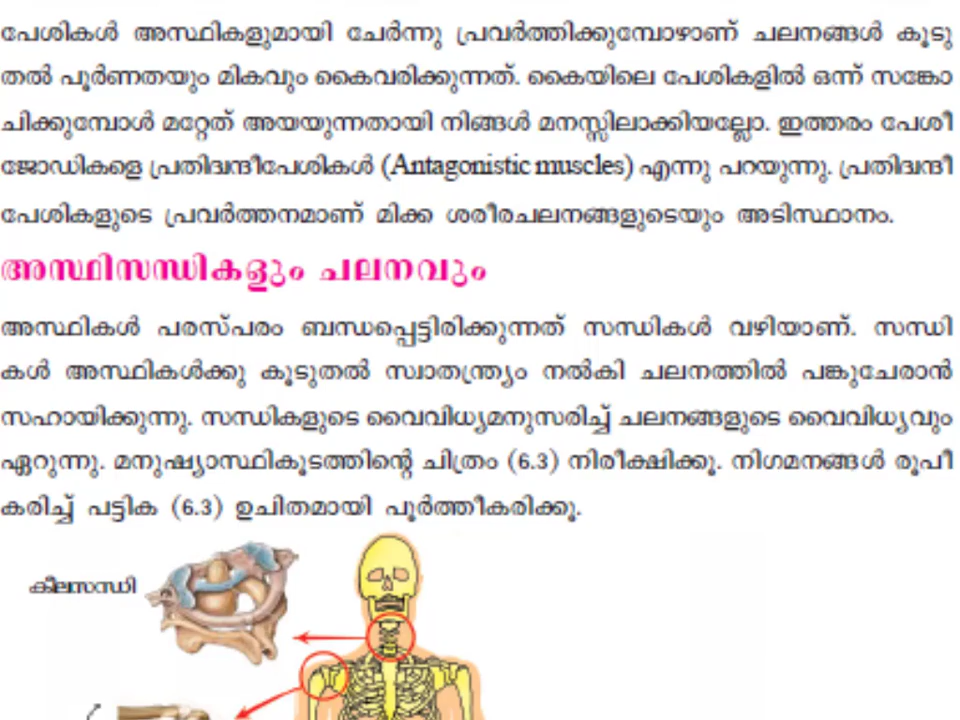 പേശികൾ അസ്ഥികളുമായി ചേർന്നു പ്രവർത്തിക്കുമ്പോഴാണ് ചലനങ്ങൾ കൂടു
തൽ പൂർണതയും മികവും കൈവരിക്കുന്നത്. കൈയിലെ പേശികളിൽ ഒന്ന് സങ്കോ
ചിക്കുമ്പോൾ മറ്റേത് അയയുന്നതായി നിങ്ങൾ മനസ്സിലാക്കിയല്ലോ. ഇത്തരം പേശീ
ജോഡികളെ പ്രതിദ്വന്ദീപേശികൾ (Antagonistic muscles) എന്നു പറയുന്നു. പ്രതിദ്വന്ദീ
പേശികളുടെ പ്രവർത്തനമാണ് മിക്ക ശരീരചലനങ്ങളുടെയും അടിസ്ഥാനം.
അസ്ഥിസന്ധികളും ചലനവും
അസ്ഥികൾ പരസ്പരം ബന്ധപ്പെട്ടിരിക്കുന്നത് സന്ധികൾ വഴിയാണ്. സന്ധി
കൾ അസ്ഥികൾക്കു കൂടുതൽ സ്വാതന്ത്ര്യം നൽകി ചലനത്തിൽ പങ്കുചേരാൻ
സഹായിക്കുന്നു. സന്ധികളുടെ വൈവിധ്യമനുസരിച്ച് ചലനങ്ങളുടെ വൈവിധ്യവും
ഏറുന്നു. മനുഷ്യാസ്ഥികൂടത്തിന്റെ ചിത്രം (6.3) നിരീക്ഷിക്കൂ. നിഗമനങ്ങൾ രൂപീ
കരിച്ച് പട്ടിക (6.3) ഉചിതമായി പൂർത്തീകരിക്കൂ.
കീലസന്ധി